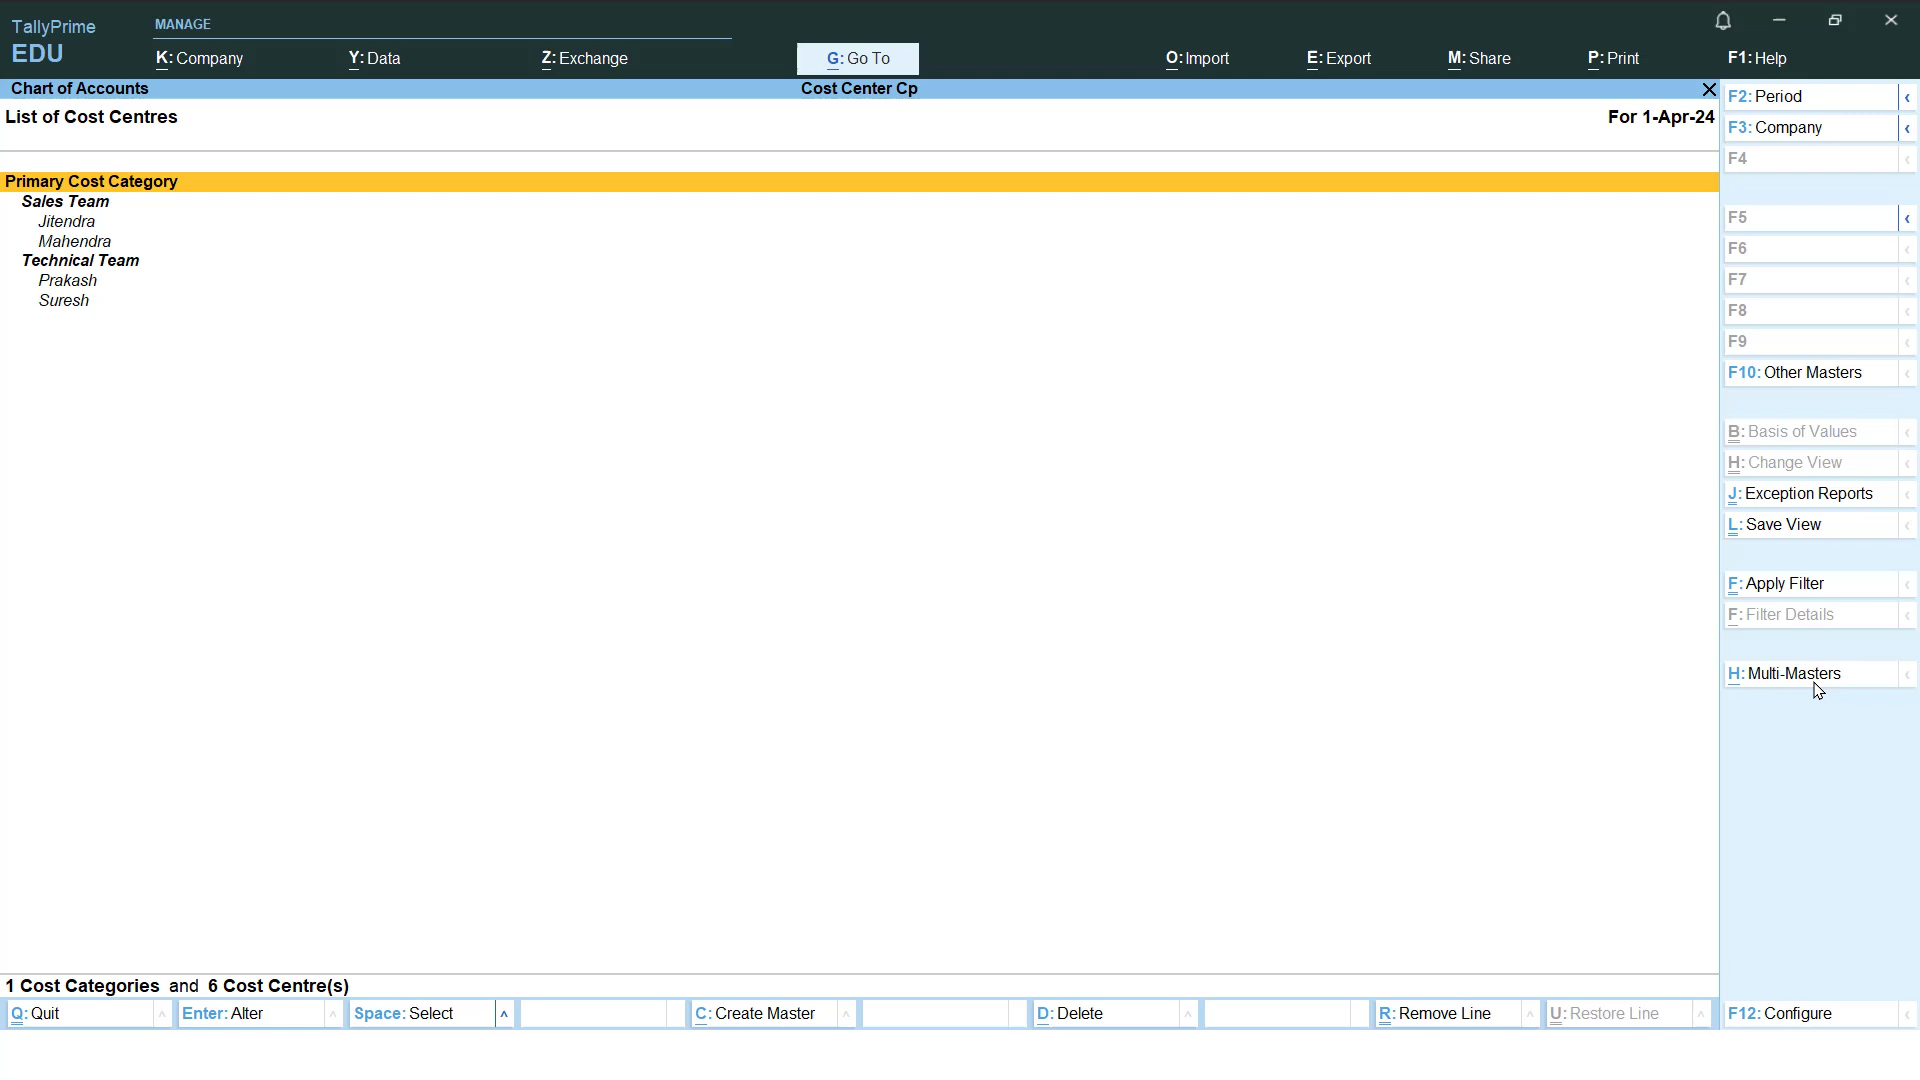 TallyPrime
EDU
MANAGE
K: Company
Y: Data
Z: Exchange
G: Go To
O: Import
E: Export
M: Share
P: Print
F1: Help
Chart of Accounts
Cost Center Cp
List of Cost Centres
For 1-Apr-24
Primary Cost Category
Sales Team
Jitendra
Mahendra
Technical Team
Prakash
Suresh
F2: Period
F3: Company
F4
F5
F6
F7
F8
F9
F10: Other Masters
B: Basis of Values
H: Change View
J: Exception Reports
L: Save View
F: Apply Filter
F: Filter Details
H: Multi-Masters
1 Cost Categories and 6 Cost Centre(s)
Q: Quit
Enter: Alter
Space: Select
C: Create Master
D: Delete
R: Remove Line
U: Restore Line
F12: Configure